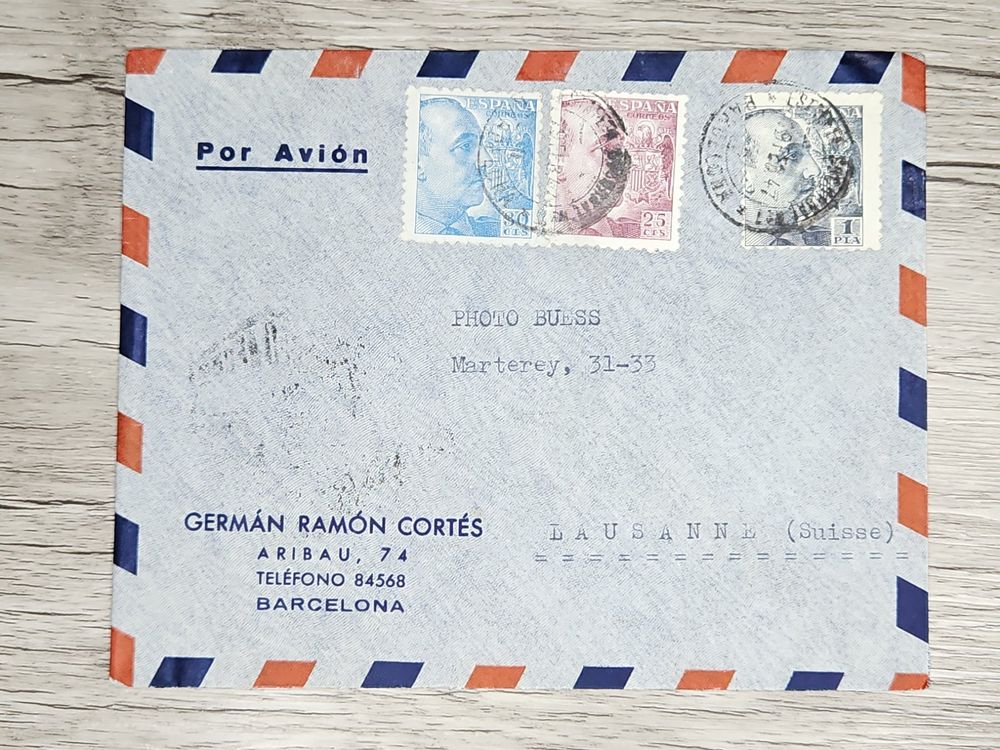 Por Avión
ESPAÑA
CORREOS
80
CTS
ESPAÑA
CORREOS
25
CTS
1
PTA
PHOTO BUESS
Marterey, 31-33
LAUSANNE (Suisse)
GERMÁN RAMÓN CORTÉS
ARIBAU, 74
TELÉFONO 84568
BARCELONA